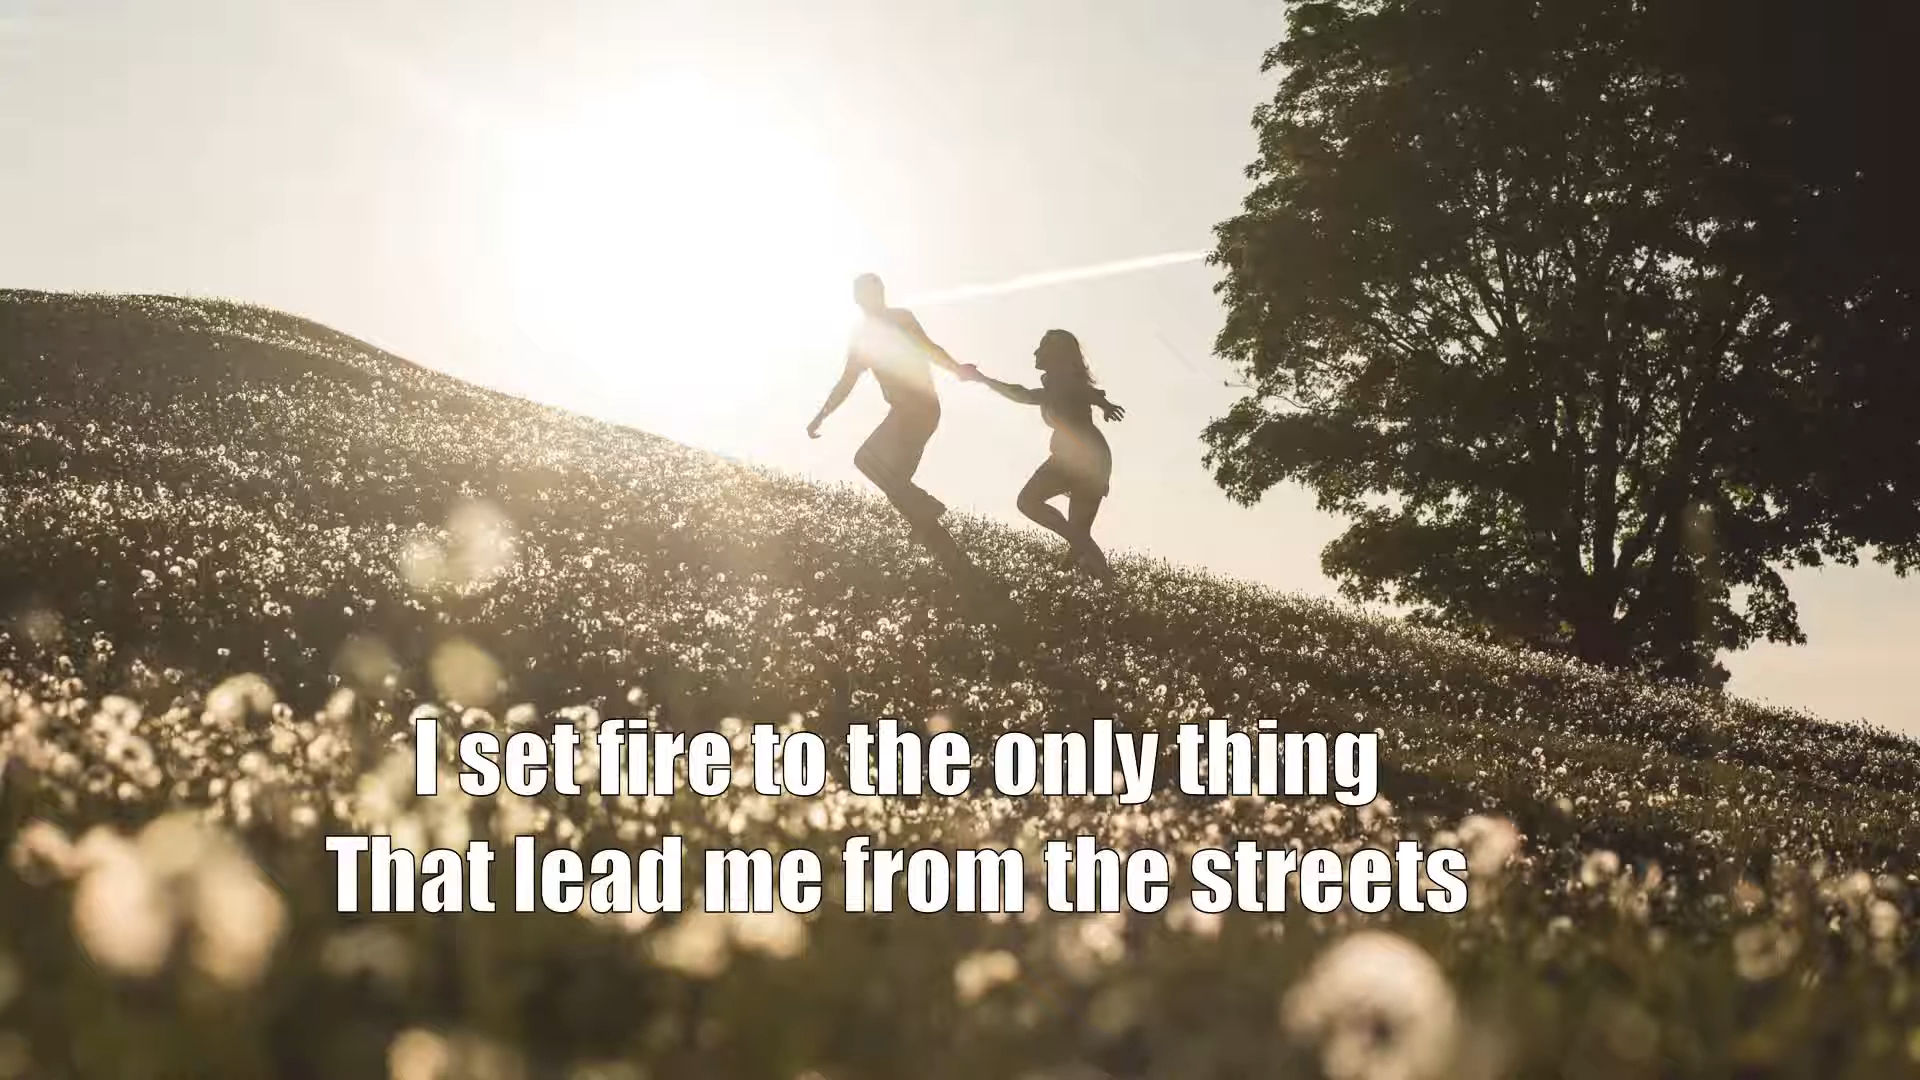 I set fire to the only thing
That lead me from the streets